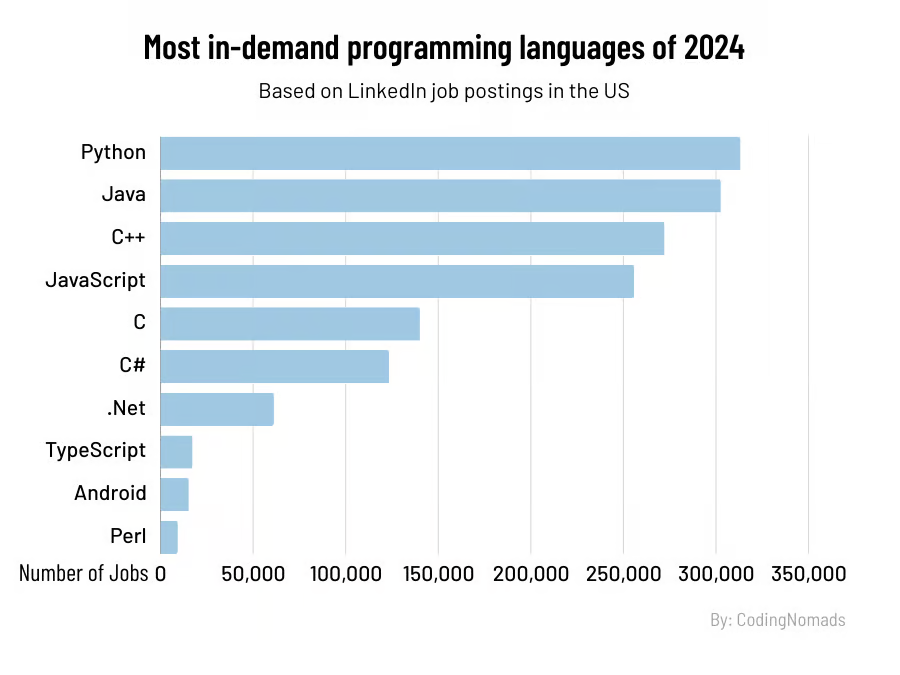 Most in-demand programming languages of 2024
Based on LinkedIn job postings in the US
Python
Java
C++
JavaScript
C
C#
.Net
TypeScript
Android
Perl
Number of Jobs 0 50,000 100,000 150,000 200,000 250,000 300,000 350,000
By: CodingNomads